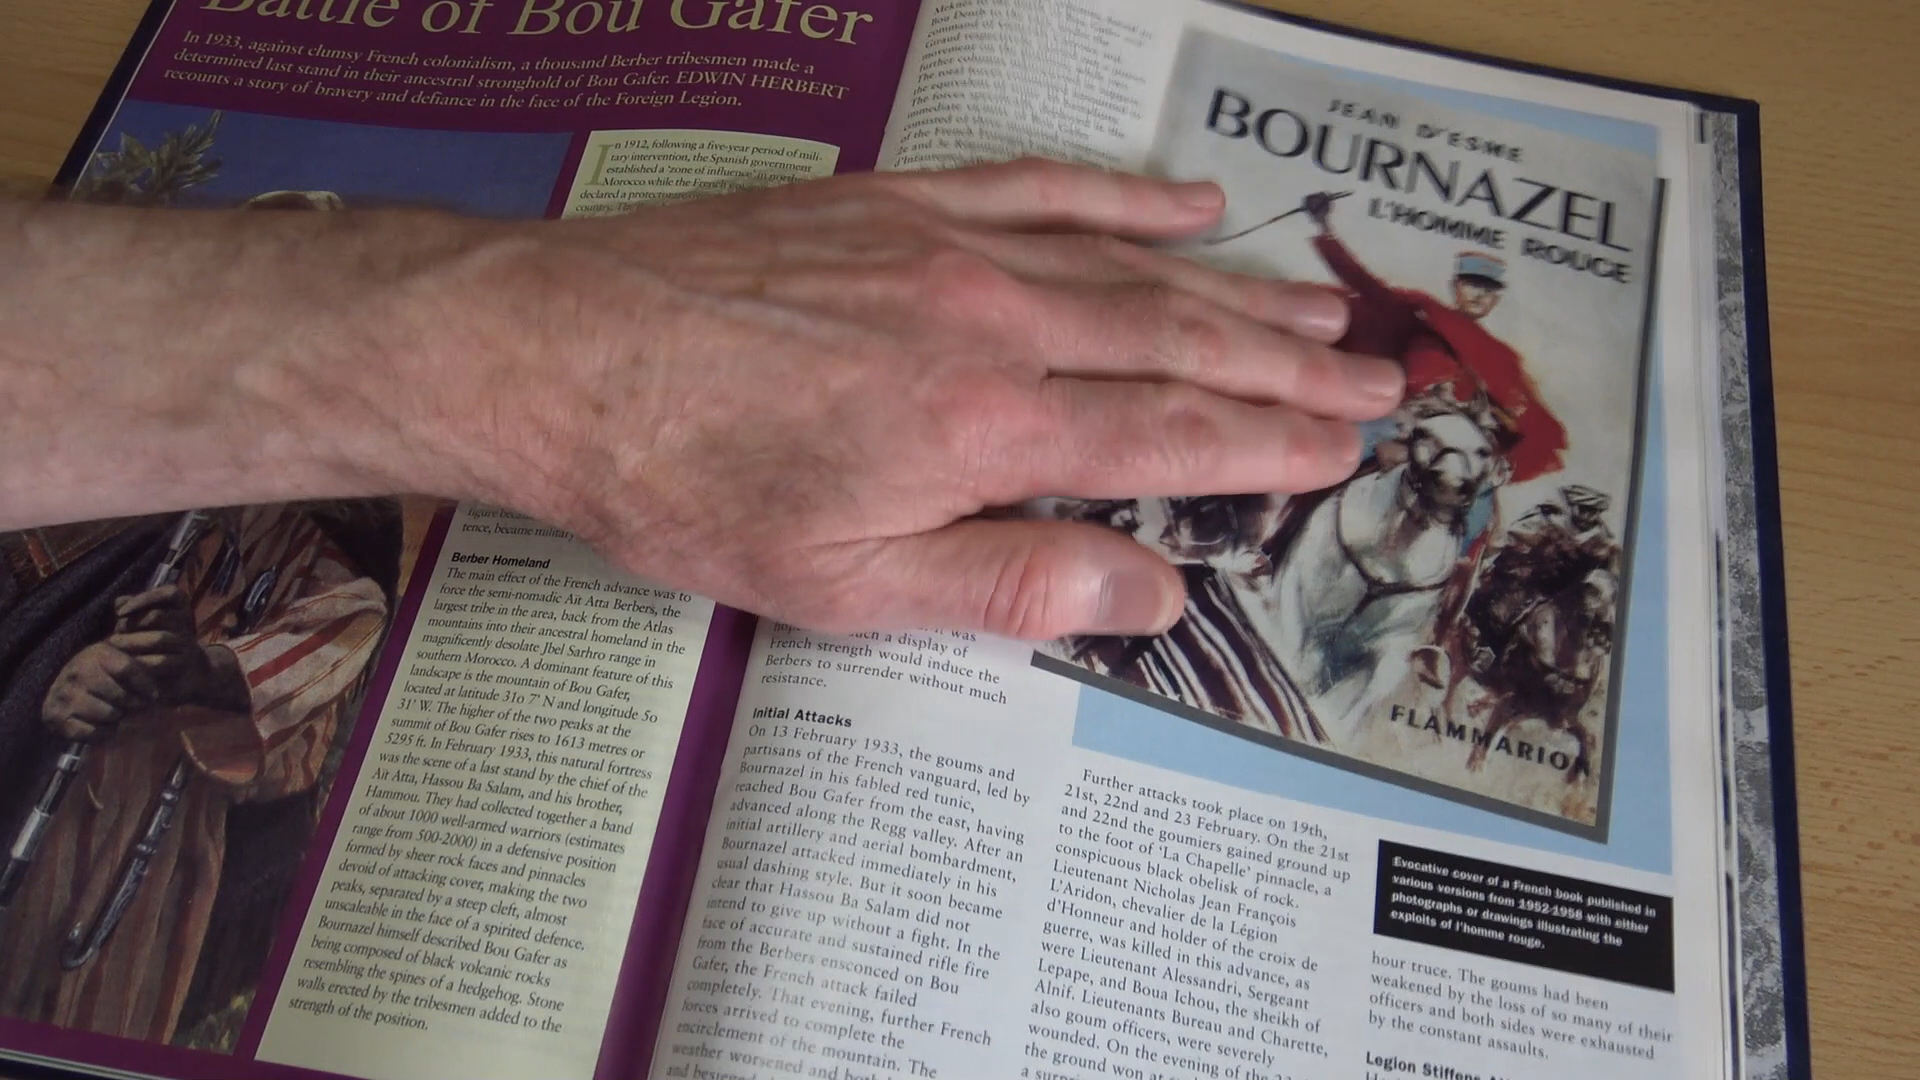 Battle of Bou Gafer
In 1933, against clumsy French colonialism, a thousand Berber tribesmen made a
determined last stand in their ancestral stronghold of Bou Gafer. EDWIN HERBERT
recounts a story of bravery and defiance in the face of the Foreign Legion.
In 1912, following a five-year period of mili-
tary intervention, the Spanish government
established a 'zone of influence' in
Morocco while the French
declared a
country.
figure
tence, became military
Berber Homeland
The main effect of the French advance was to
force the semi-nomadic Ait Atta Berbers, the
largest tribe in the area, back from the Atlas
mountains into their ancestral homeland in the
magnificently desolate Jbel Sarhro range in
southern Morocco. A dominant feature of this
landscape is the mountain of Bou Gafer,
located at latitude 31o 7' N and longitude 5o
31' W. The higher of the two peaks at the
summit of Bou Gafer rises to 1613 metres or
5295 ft. In February 1933, this natural fortress
was the scene of a last stand by the chief of the
Ait Atta, Hassou Ba Salam, and his brother,
Hammou. They had collected together a band
of about 1000 well-armed warriors (estimates
range from 500-2000) in a defensive position
formed by sheer rock faces and pinnacles
devoid of attacking cover, making the two
peaks, separated by a steep cleft, almost
unscaleable in the face of a spirited defence.
Bournazel himself described Bou Gafer as
being composed of black volcanic rocks
resembling the spines of a hedgehog. Stone
walls erected by the tribesmen added to the
strength of the position.
it was
such a display of
French strength would induce the
Berbers to surrender without much
resistance.
Initial Attacks
On 13 February 1933, the goums and
partisans of the French vanguard, led by
Bournazel in his fabled red tunic,
reached Bou Gafer from the east, having
advanced along the Regg valley. After an
initial artillery and aerial bombardment,
Bournazel attacked immediately in his
usual dashing style. But it soon became
clear that Hassou Ba Salam did not
intend to give up without a fight. In the
face of accurate and sustained rifle fire
from the Berbers ensconced on Bou
Gafer, the French attack failed
completely. That evening, further French
forces arrived to complete the
encirclement of the mountain. The
weather worsened and
JEAN D'ESME
BOURNAZEL
L'HOMME ROUGE
FLAMMARION
Further attacks took place on 19th,
21st, 22nd and 23 February. On the 21st
and 22nd the goumiers gained ground up
to the foot of 'La Chapelle' pinnacle, a
conspicuous black obelisk of rock.
Lieutenant Nicholas Jean François
L'Aridon, chevalier de la Légion
d'Honneur and holder of the croix de
guerre, was killed in this advance, as
were Lieutenant Alessandri, Sergeant
Lepape, and Boua Ichou, the sheikh of
Alnif. Lieutenants Bureau and Charette,
also goum officers, were severely
wounded. On the evening of the
the ground won
Evocative cover of a French book published in
various versions from 1952-1958 with either
photographs or drawings illustrating the
exploits of l'homme rouge.
hour truce. The goums had been
weakened by the loss of so many of their
officers and both sides were exhausted
by the constant assaults.
Legion Stiffens